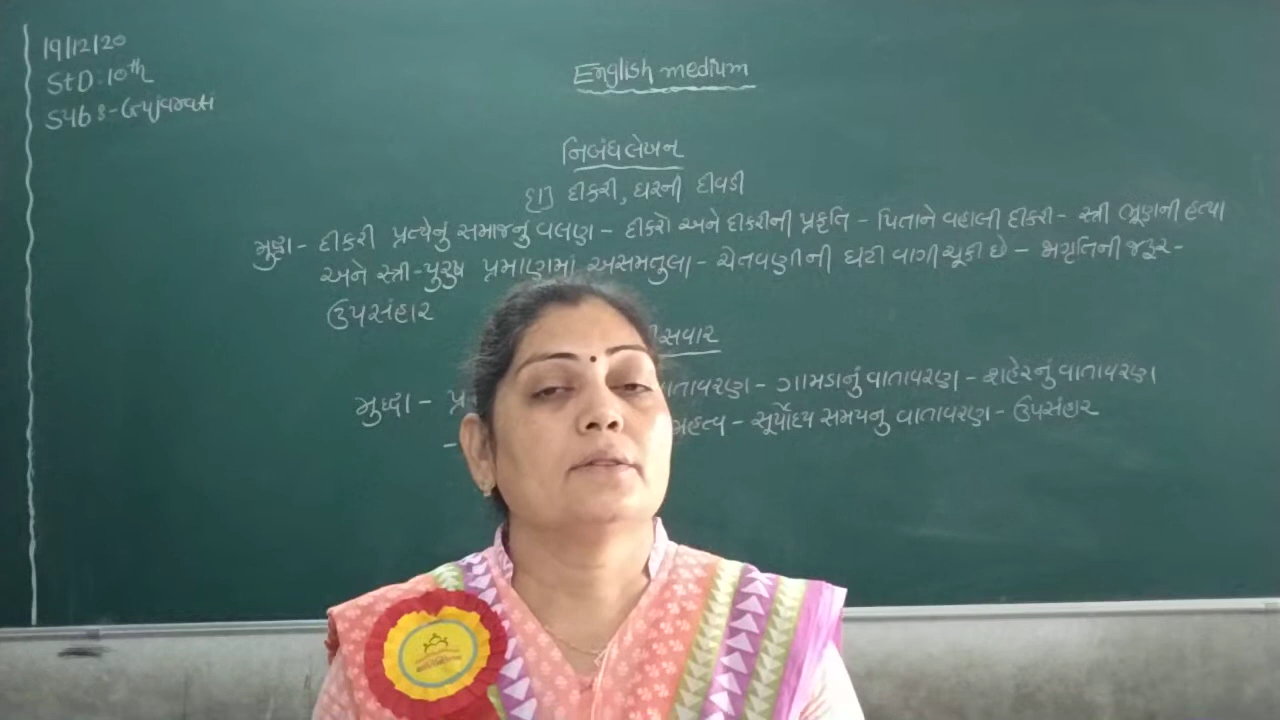 19/12/20
STD:10th
Sub:-Gujarati
English medium
નિબંધલેખન
(1) દીકરી, ઘરની દીવડી
મુદ્દા - દીકરી પ્રત્યેનું સમાજનું વલણ - દીકરો અને દીકરીની પ્રકૃતિ - પિતાને વહાલી દીકરી - સ્ત્રી ભ્રૂણની હત્યા
અને સ્ત્રી-પુરુષ પ્રમાણમાં અસમતુલા - ચેતવણીની ઘંટી વાગી ચૂકી છે - જાગૃતિની જરૂર -
ઉપસંહાર
સવાર
મુદ્દા - પ્ર વાતાવરણ - ગામડાનું વાતાવરણ - શહેરનું વાતાવરણ
- મહત્વ - સૂર્યોદય સમયનુ વાતાવરણ - ઉપસંહાર